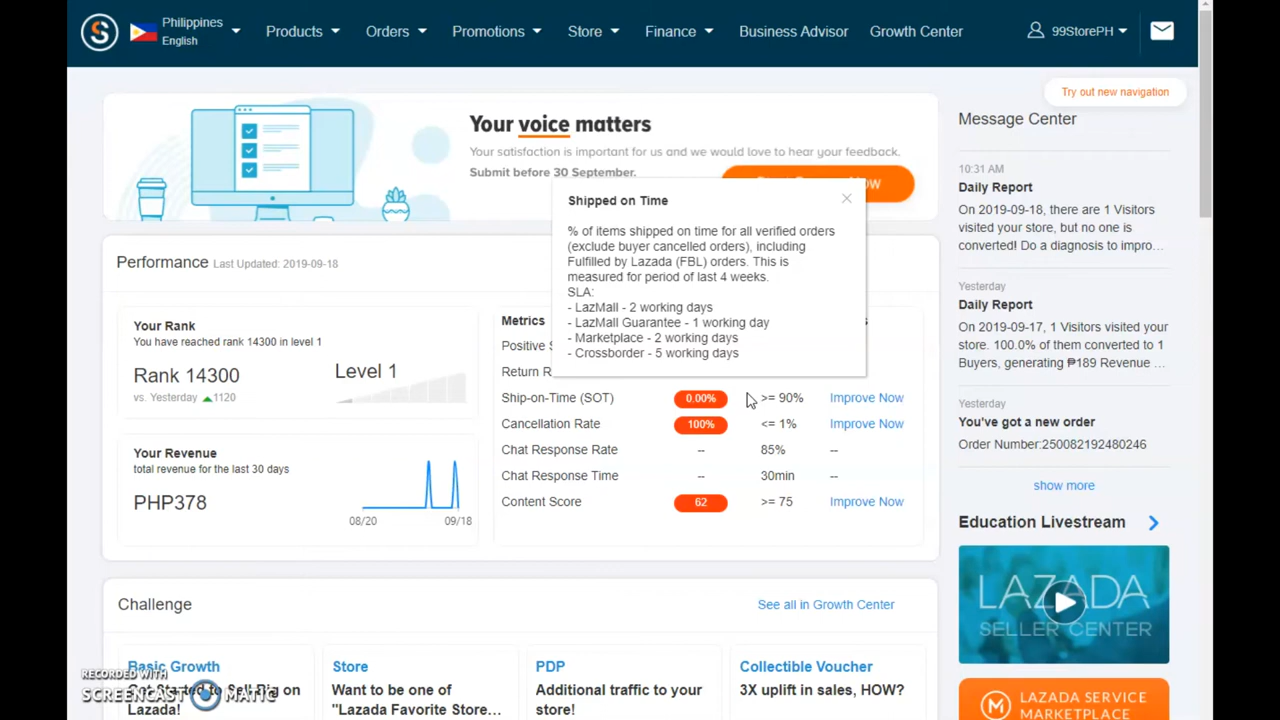 S
Philippines
English
Products
Orders
Promotions
Store
Finance
Business Advisor
Growth Center
99StorePH
Try out new navigation
Your voice matters
Your satisfaction is important for us and we would love to hear your feedback.
Submit before 30 September.
Now
Shipped on Time
% of items shipped on time for all verified orders
(exclude buyer cancelled orders), including
Fulfilled by Lazada (FBL) orders. This is
measured for period of last 4 weeks.
SLA:
- LazMall - 2 working days
- LazMall Guarantee - 1 working day
- Marketplace - 2 working days
- Crossborder - 5 working days
Performance Last Updated: 2019-09-18
Your Rank
You have reached rank 14300 in level 1
Rank 14300
vs. Yesterday 1120
Level 1
Your Revenue
total revenue for the last 30 days
PHP378
08/20
09/18
Metrics
Positive S
Return R
Ship-on-Time (SOT) 0.00% >= 90% Improve Now
Cancellation Rate 100% <= 1% Improve Now
Chat Response Rate -- 85% --
Chat Response Time -- 30min --
Content Score 62 >= 75 Improve Now
Challenge
See all in Growth Center
Basic Growth
Get Started to Sell Big on
Lazada!
Store
Want to be one of
"Lazada Favorite Store...
PDP
Additional traffic to your
store!
Collectible Voucher
3X uplift in sales, HOW?
Message Center
10:31 AM
Daily Report
On 2019-09-18, there are 1 Visitors
visited your store, but no one is
converted! Do a diagnosis to impro...
Yesterday
Daily Report
On 2019-09-17, 1 Visitors visited your
store. 100.0% of them converted to 1
Buyers, generating ₱189 Revenue ...
Yesterday
You've got a new order
Order Number:250082192480246
show more
Education Livestream
LAZADA
SELLER CENTER
M LAZADA SERVICE
MARKETPLACE
RECORDED WITH
SCREENCAST MATIC